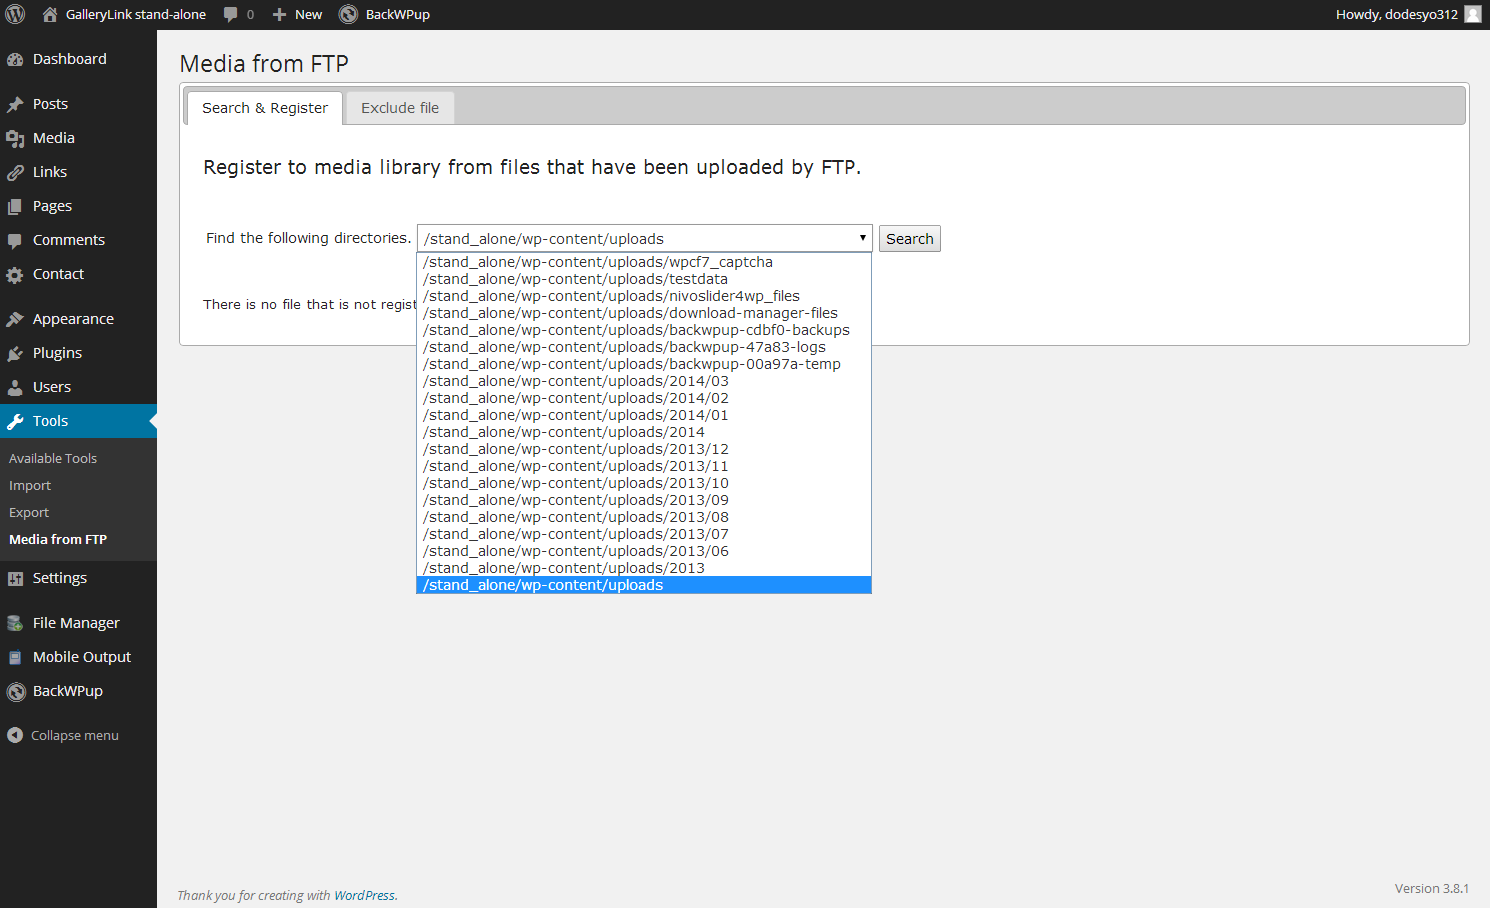 GalleryLink stand-alone 0 New BackWPup Howdy, dodesyo312
Dashboard
Posts
Media
Links
Pages
Comments
Contact
Appearance
Plugins
Users
Tools
Available Tools
Import
Export
Media from FTP
Settings
File Manager
Mobile Output
BackWPup
Collapse menu
Media from FTP
Search & Register Exclude file
Register to media library from files that have been uploaded by FTP.
Find the following directories. /stand_alone/wp-content/uploads Search
/stand_alone/wp-content/uploads/wpcf7_captcha
/stand_alone/wp-content/uploads/testdata
/stand_alone/wp-content/uploads/nivoslider4wp_files
/stand_alone/wp-content/uploads/download-manager-files
/stand_alone/wp-content/uploads/backwpup-cdbf0-backups
/stand_alone/wp-content/uploads/backwpup-47a83-logs
/stand_alone/wp-content/uploads/backwpup-00a97a-temp
/stand_alone/wp-content/uploads/2014/03
/stand_alone/wp-content/uploads/2014/02
/stand_alone/wp-content/uploads/2014/01
/stand_alone/wp-content/uploads/2014
/stand_alone/wp-content/uploads/2013/12
/stand_alone/wp-content/uploads/2013/11
/stand_alone/wp-content/uploads/2013/10
/stand_alone/wp-content/uploads/2013/09
/stand_alone/wp-content/uploads/2013/08
/stand_alone/wp-content/uploads/2013/07
/stand_alone/wp-content/uploads/2013/06
/stand_alone/wp-content/uploads/2013
/stand_alone/wp-content/uploads
There is no file that is not regist
Thank you for creating with WordPress.
Version 3.8.1